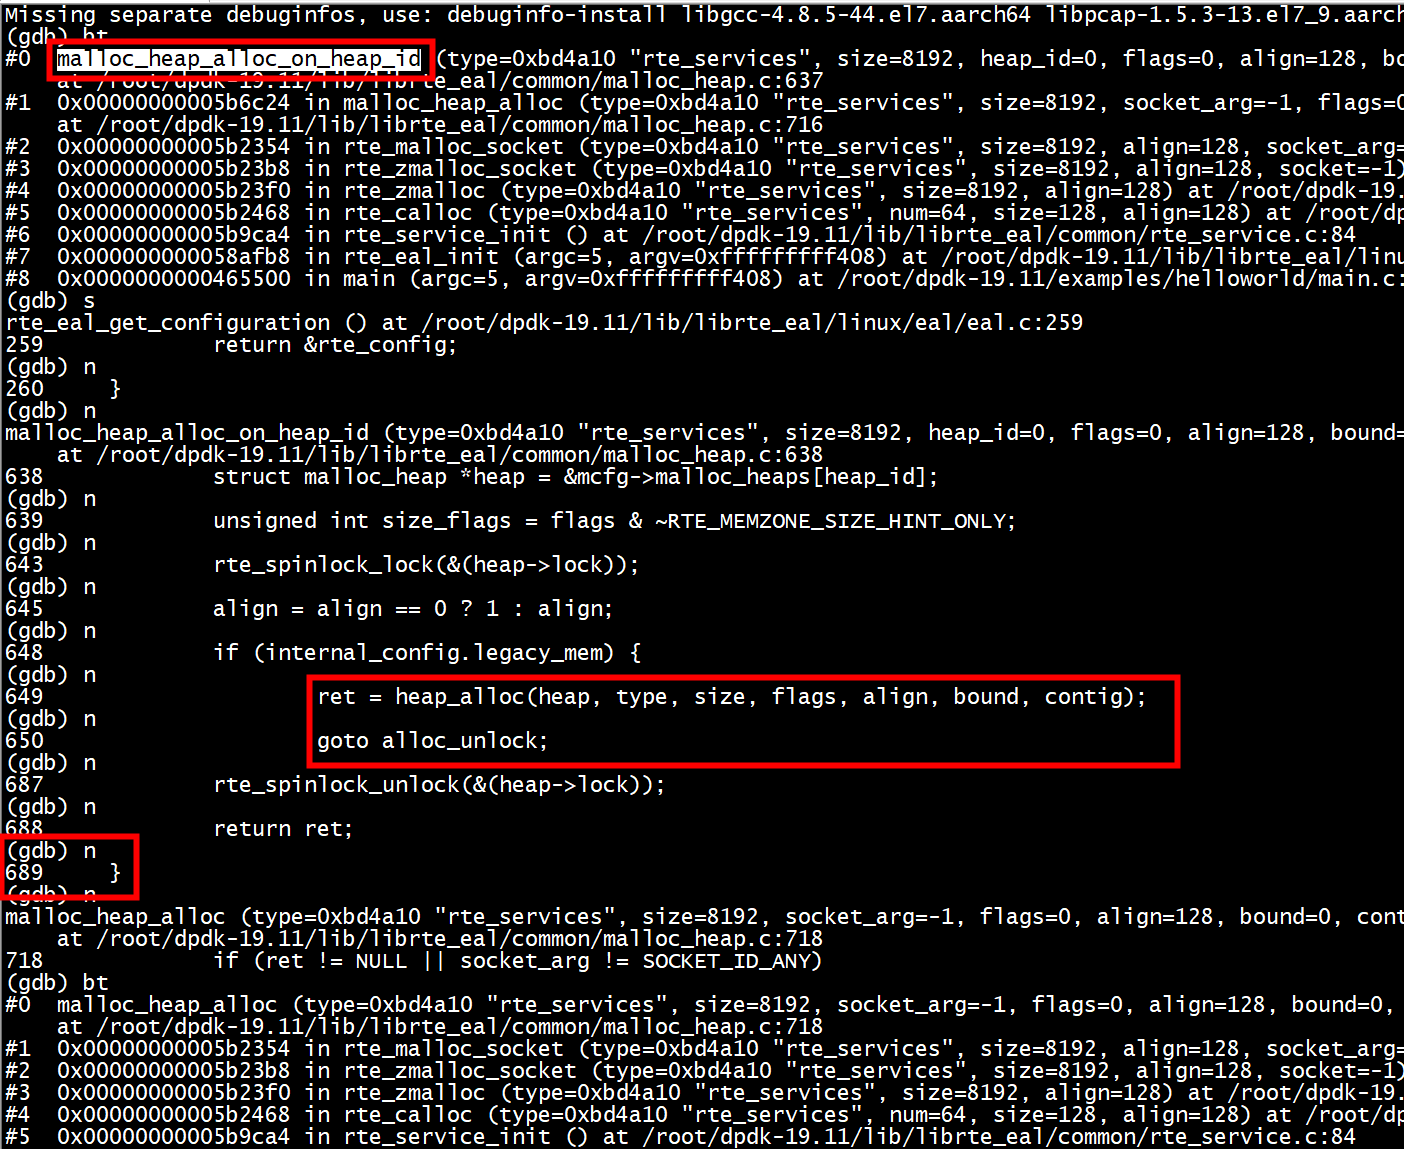 Missing separate debuginfos, use: debuginfo-install libgcc-4.8.5-44.el7.aarch64 libpcap-1.5.3-13.el7_9.aarch
(gdb) bt
#0  malloc_heap_alloc_on_heap_id (type=0xbd4a10 "rte_services", size=8192, heap_id=0, flags=0, align=128, bo
    at /root/dpdk-19.11/lib/librte_eal/common/malloc_heap.c:637
#1  0x00000000005b6c24 in malloc_heap_alloc (type=0xbd4a10 "rte_services", size=8192, socket_arg=-1, flags=0
    at /root/dpdk-19.11/lib/librte_eal/common/malloc_heap.c:716
#2  0x00000000005b2354 in rte_malloc_socket (type=0xbd4a10 "rte_services", size=8192, align=128, socket_arg=
#3  0x00000000005b23b8 in rte_zmalloc_socket (type=0xbd4a10 "rte_services", size=8192, align=128, socket=-1)
#4  0x00000000005b23f0 in rte_zmalloc (type=0xbd4a10 "rte_services", size=8192, align=128) at /root/dpdk-19.
#5  0x00000000005b2468 in rte_calloc (type=0xbd4a10 "rte_services", num=64, size=128, align=128) at /root/dp
#6  0x00000000005b9ca4 in rte_service_init () at /root/dpdk-19.11/lib/librte_eal/common/rte_service.c:84
#7  0x000000000058afb8 in rte_eal_init (argc=5, argv=0xfffffffff408) at /root/dpdk-19.11/lib/librte_eal/linu
#8  0x0000000000465500 in main (argc=5, argv=0xfffffffff408) at /root/dpdk-19.11/examples/helloworld/main.c:
(gdb) s
rte_eal_get_configuration () at /root/dpdk-19.11/lib/librte_eal/linux/eal/eal.c:259
259             return &rte_config;
(gdb) n
260     }
(gdb) n
malloc_heap_alloc_on_heap_id (type=0xbd4a10 "rte_services", size=8192, heap_id=0, flags=0, align=128, bound=
    at /root/dpdk-19.11/lib/librte_eal/common/malloc_heap.c:638
638             struct malloc_heap *heap = &mcfg->malloc_heaps[heap_id];
(gdb) n
639             unsigned int size_flags = flags & ~RTE_MEMZONE_SIZE_HINT_ONLY;
(gdb) n
643             rte_spinlock_lock(&(heap->lock));
(gdb) n
645             align = align == 0 ? 1 : align;
(gdb) n
648             if (internal_config.legacy_mem) {
(gdb) n
649                     ret = heap_alloc(heap, type, size, flags, align, bound, contig);
(gdb) n
650                     goto alloc_unlock;
(gdb) n
687             rte_spinlock_unlock(&(heap->lock));
(gdb) n
688             return ret;
(gdb) n
689     }
(gdb) n
malloc_heap_alloc (type=0xbd4a10 "rte_services", size=8192, socket_arg=-1, flags=0, align=128, bound=0, cont
    at /root/dpdk-19.11/lib/librte_eal/common/malloc_heap.c:718
718             if (ret != NULL || socket_arg != SOCKET_ID_ANY)
(gdb) bt
#0  malloc_heap_alloc (type=0xbd4a10 "rte_services", size=8192, socket_arg=-1, flags=0, align=128, bound=0,
    at /root/dpdk-19.11/lib/librte_eal/common/malloc_heap.c:718
#1  0x00000000005b2354 in rte_malloc_socket (type=0xbd4a10 "rte_services", size=8192, align=128, socket_arg=
#2  0x00000000005b23b8 in rte_zmalloc_socket (type=0xbd4a10 "rte_services", size=8192, align=128, socket=-1)
#3  0x00000000005b23f0 in rte_zmalloc (type=0xbd4a10 "rte_services", size=8192, align=128) at /root/dpdk-19.
#4  0x00000000005b2468 in rte_calloc (type=0xbd4a10 "rte_services", num=64, size=128, align=128) at /root/dp
#5  0x00000000005b9ca4 in rte_service_init () at /root/dpdk-19.11/lib/librte_eal/common/rte_service.c:84